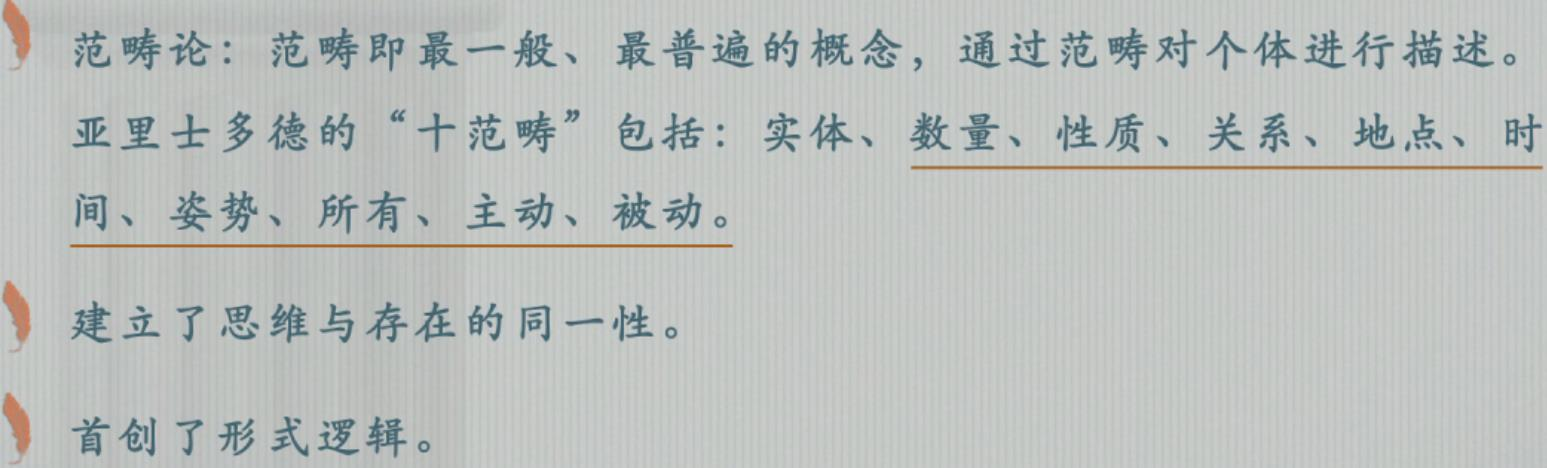 范畴论：范畴即最一般、最普遍的概念，通过范畴对个体进行描述。
亚里士多德的“十范畴”包括：实体、数量、性质、关系、地点、时
间、姿势、所有、主动、被动。
建立了思维与存在的同一性。
首创了形式逻辑。